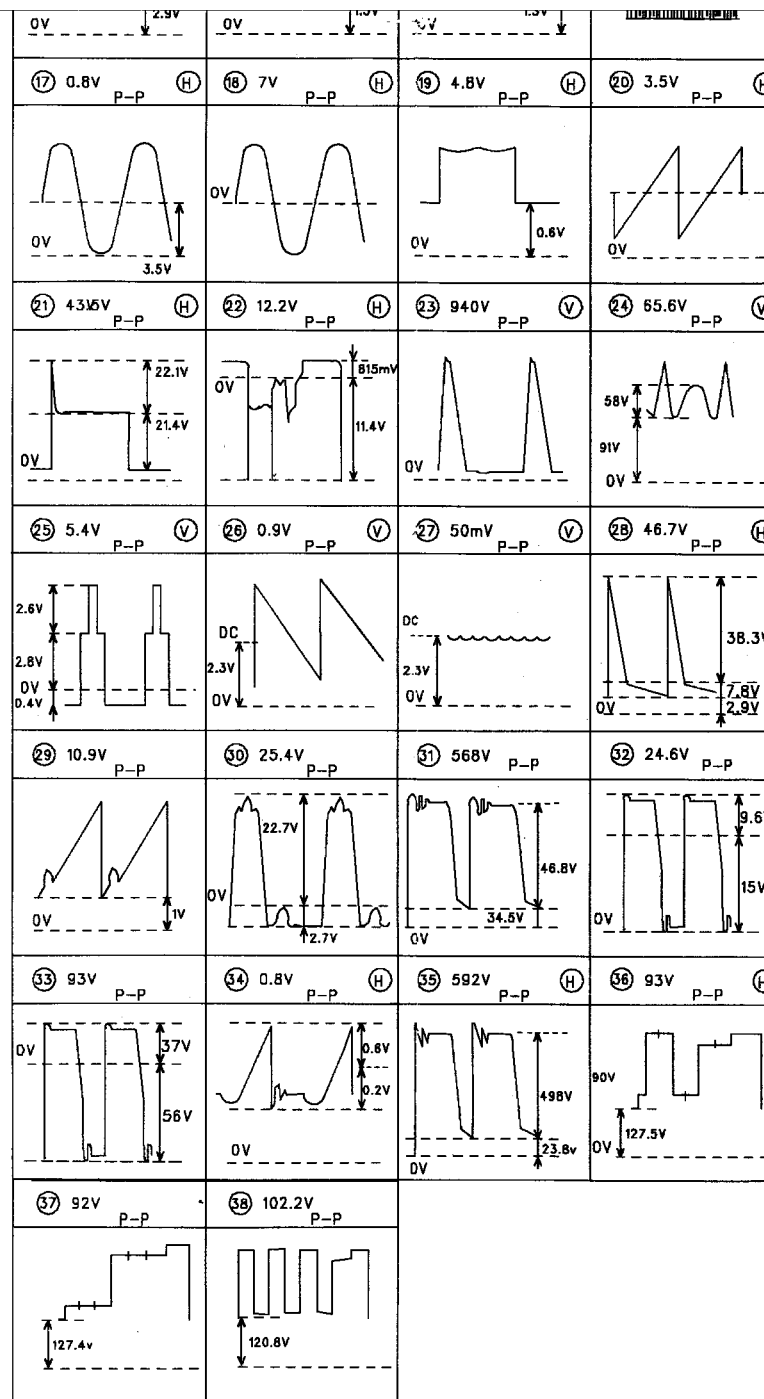 2.9V
0V
0V
0V
17 0.8V P-P H
18 7V P-P H
19 4.8V P-P H
20 3.5V P-P H
0V
0V
3.5V
0V
0.6V
0V
0V
21 43.5V P-P H
22 12.2V P-P H
23 940V P-P V
24 65.6V P-P V
22.1V
21.4V
0V
815mV
0V
11.4V
0V
58V
91V
0V
25 5.4V P-P V
26 0.9V P-P V
27 50mV P-P V
28 46.7V P-P H
2.6V
2.8V
0V
0.4V
DC
2.3V
0V
DC
2.3V
0V
38.3V
7.8V
2.9V
0V
29 10.9V P-P
30 25.4V P-P
31 568V P-P
32 24.6V P-P
1V
0V
22.7V
0V
2.7V
46.8V
34.5V
0V
9.6V
15V
0V
33 93V P-P
34 0.8V P-P H
35 592V P-P H
36 93V P-P H
0V
37V
56V
0.6V
0.2V
0V
498V
23.8v
0V
90V
127.5V
0V
37 92V P-P
38 102.2V P-P
127.4v
120.8V